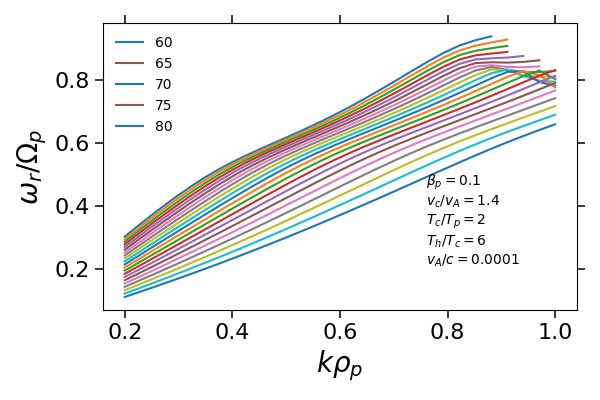 ω_r/Ω_p
0.8
0.6
0.4
0.2
60
65
70
75
80
β_p = 0.1
v_c/v_A = 1.4
T_c/T_p = 2
T_h/T_c = 6
v_A/c = 0.0001
0.2 0.4 0.6 0.8 1.0
kρ_p